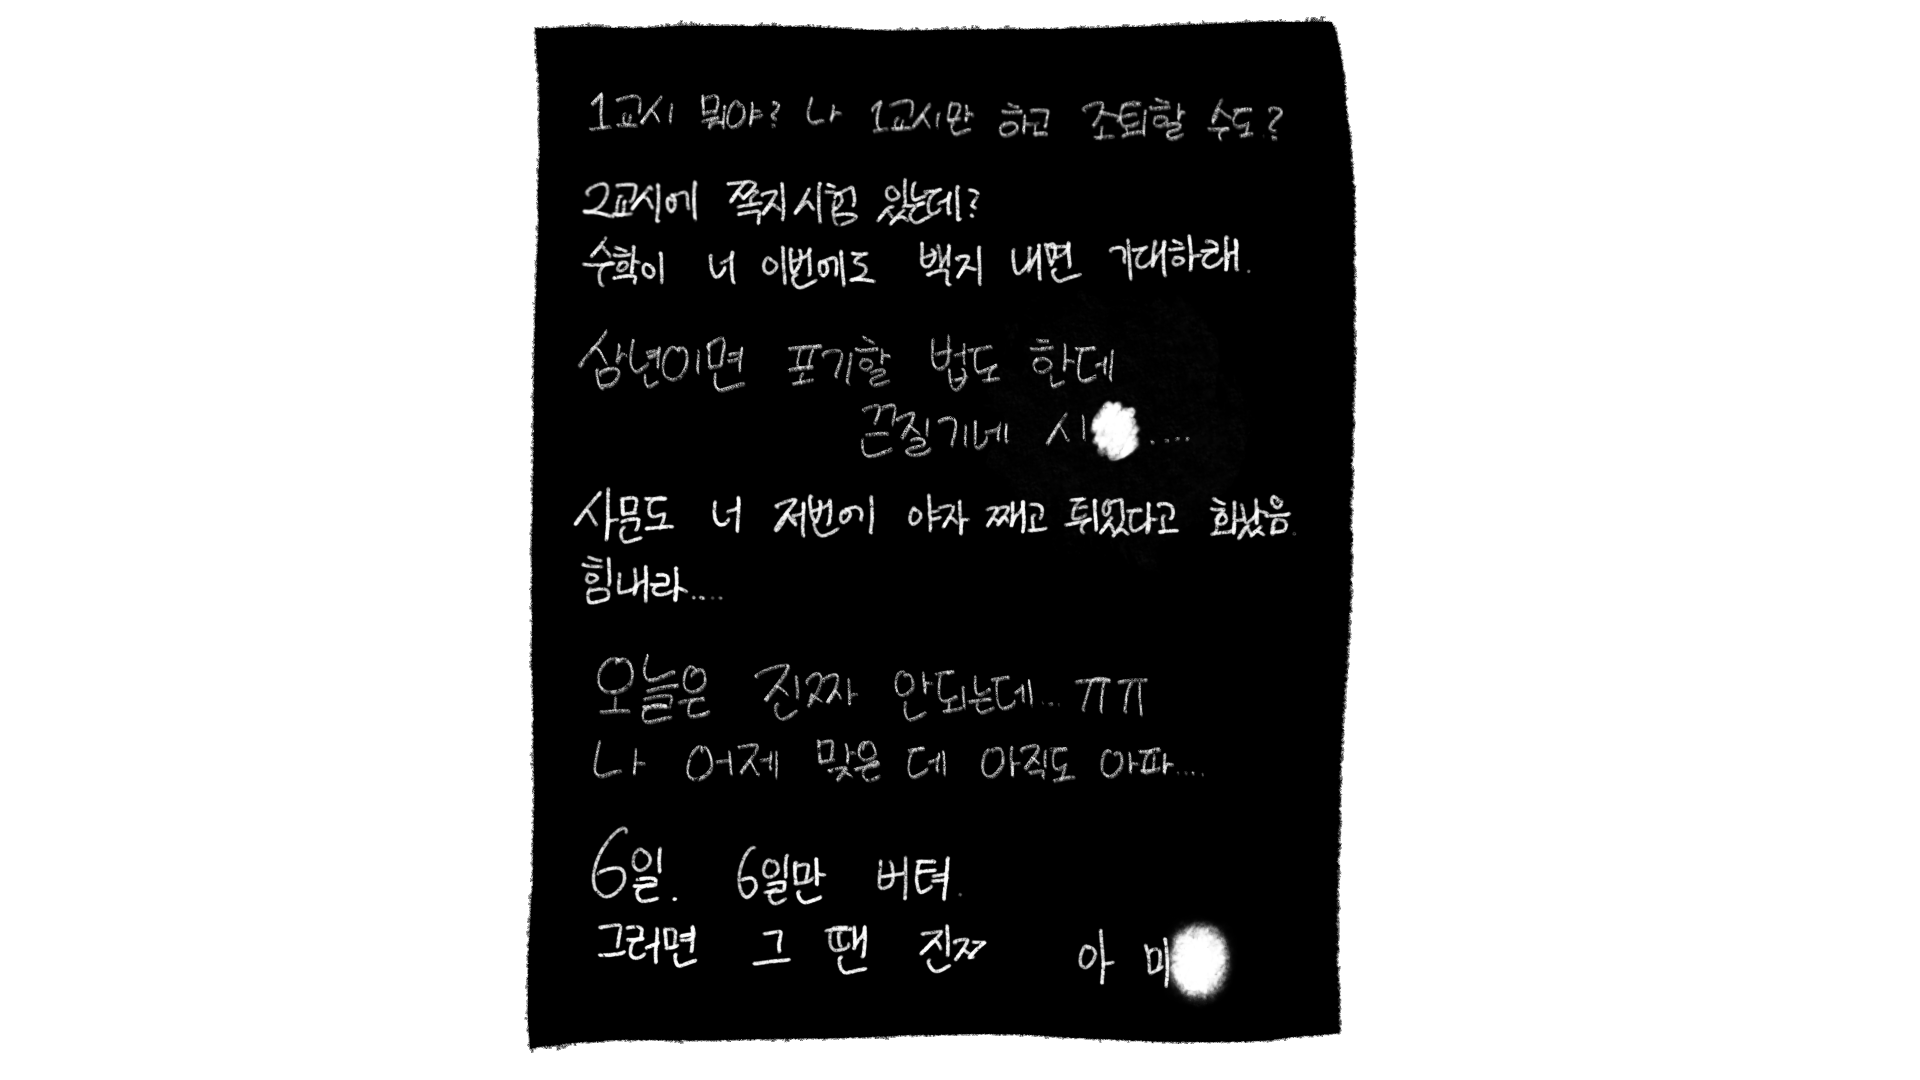 1교시 뭐야? 나 1교시만 하고 조퇴할 수도?
2교시에 쪽지시험 있는데?
수학이 너 이번에도 백지 내면 기대하래.
삼년이면 포기할 법도 한데
끈질기네 시....
사문도 너 저번에 야자 째고 튀었다고 화났음.
힘내라....
오늘은 진짜 안되는데... ㅠㅠ
나 어제 맞은 데 아직도 아파....
6일. 6일만 버텨.
그러면 그 땐 진ㅉ 아 미